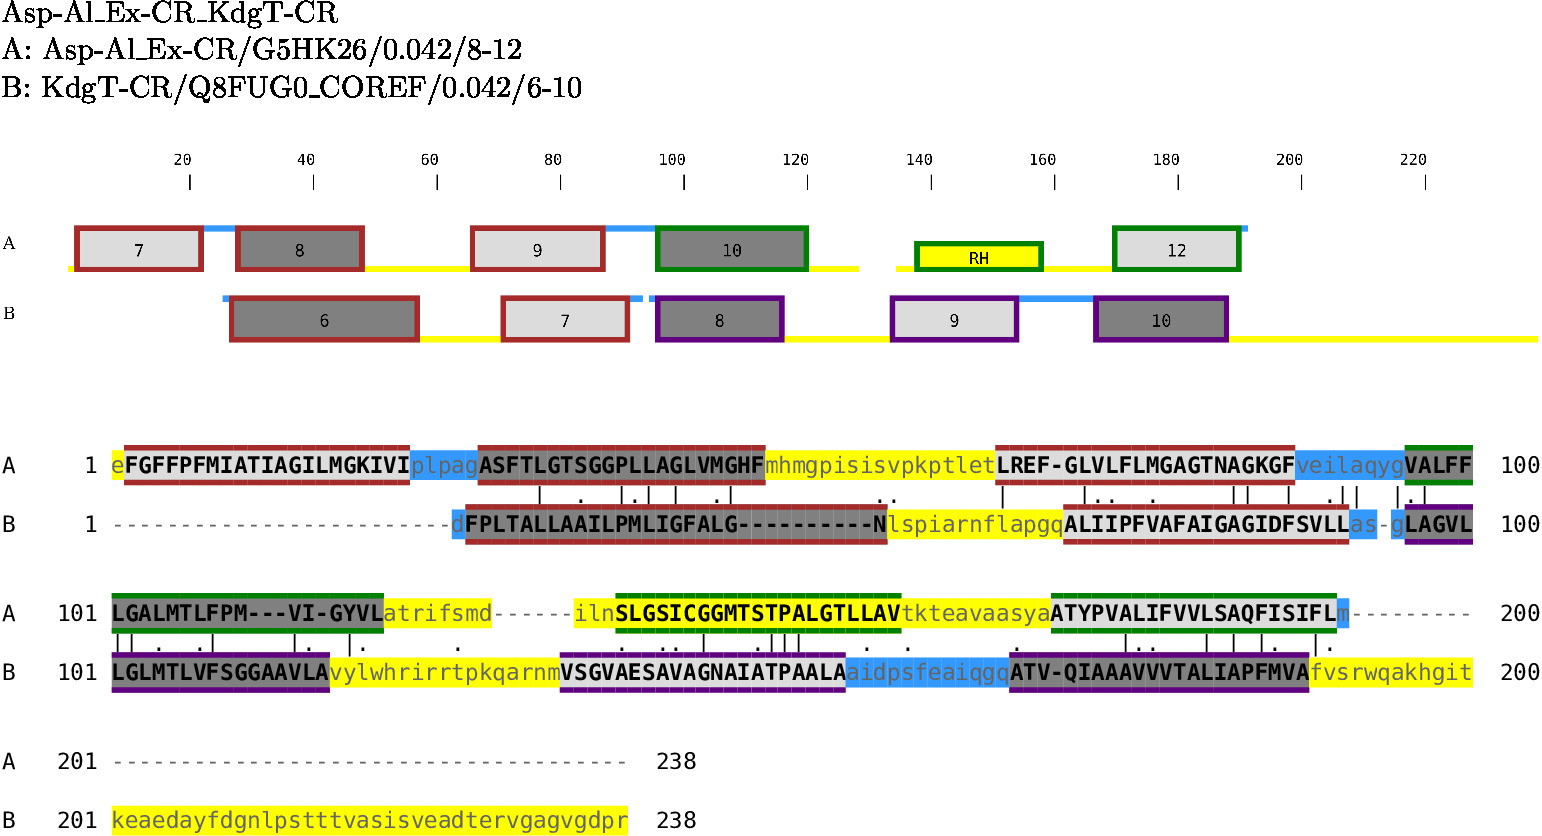 Asp-Al_Ex-CR_KdgT-CR
A: Asp-Al_Ex-CR/G5HK26/0.042/8-12
B: KdgT-CR/Q8FUG0_COREF/0.042/6-10
20 40 60 80 100 120 140 160 180 200 220
A 7 8 9 10 RH 12
B 6 7 8 9 10
A 1 eFGFFPFMIATIAGILMGKIVIplpagASFTLGTSGGPLLAGLVMGHFmhmgpisisvpkptletLREF-GLVLFLMGAGTNAGKGFveilaqygVALFF 100
B 1 -------------------------dFPLTALLAAILPMLIGFALG----------NlspiarnflapgqALIIPFVAFAIGAGIDFSVLLas-gLAGVL 100
A 101 LGALMTLFPM---VI-GYVLatrifsmd------ilnSLGSICGGMTSTPALGTLLAVtkteavaasyaATYPVALIFVVLSAQFISIFLm--------- 200
B 101 LGLMTLVFSGGAAVLAvylwhrirrtpkqarnmVSGVAESAVAGNAIATPAALAaidpsfeaiqgqATV-QIAAAVVVTALIAPFMVAfvsrwqakhgit 200
A 201 -------------------------------------- 238
B 201 keaedayfdgnlpstttvasisveadtervgagvgdpr 238